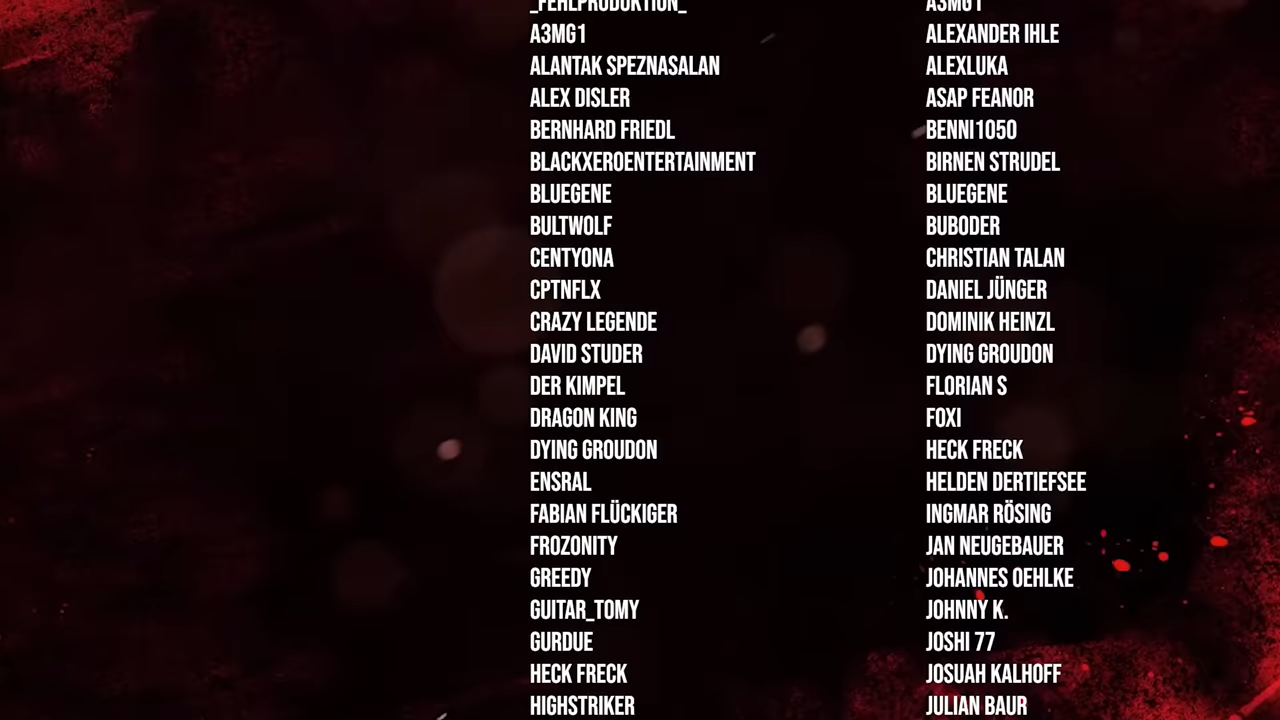 _FEHLPRODUKTION_
A3MG1
ALANTAK SPEZNASALAN
ALEX DISLER
BERNHARD FRIEDL
BLACKXEROENTERTAINMENT
BLUEGENE
BULTWOLF
CENTYONA
CPTNFLX
CRAZY LEGENDE
DAVID STUDER
DER KIMPEL
DRAGON KING
DYING GROUDON
ENSRAL
FABIAN FLÜCKIGER
FROZONITY
GREEDY
GUITAR_TOMY
GURDUE
HECK FRECK
HIGHSTRIKER
A3MG1
ALEXANDER IHLE
ALEXLUKA
ASAP FEANOR
BENNI1050
BIRNEN STRUDEL
BLUEGENE
BUBODER
CHRISTIAN TALAN
DANIEL JÜNGER
DOMINIK HEINZL
DYING GROUDON
FLORIAN S
FOXI
HECK FRECK
HELDEN DERTIEFSEE
INGMAR RÖSING
JAN NEUGEBAUER
JOHANNES OEHLKE
JOHNNY K.
JOSHI 77
JOSUAH KALHOFF
JULIAN BAUR